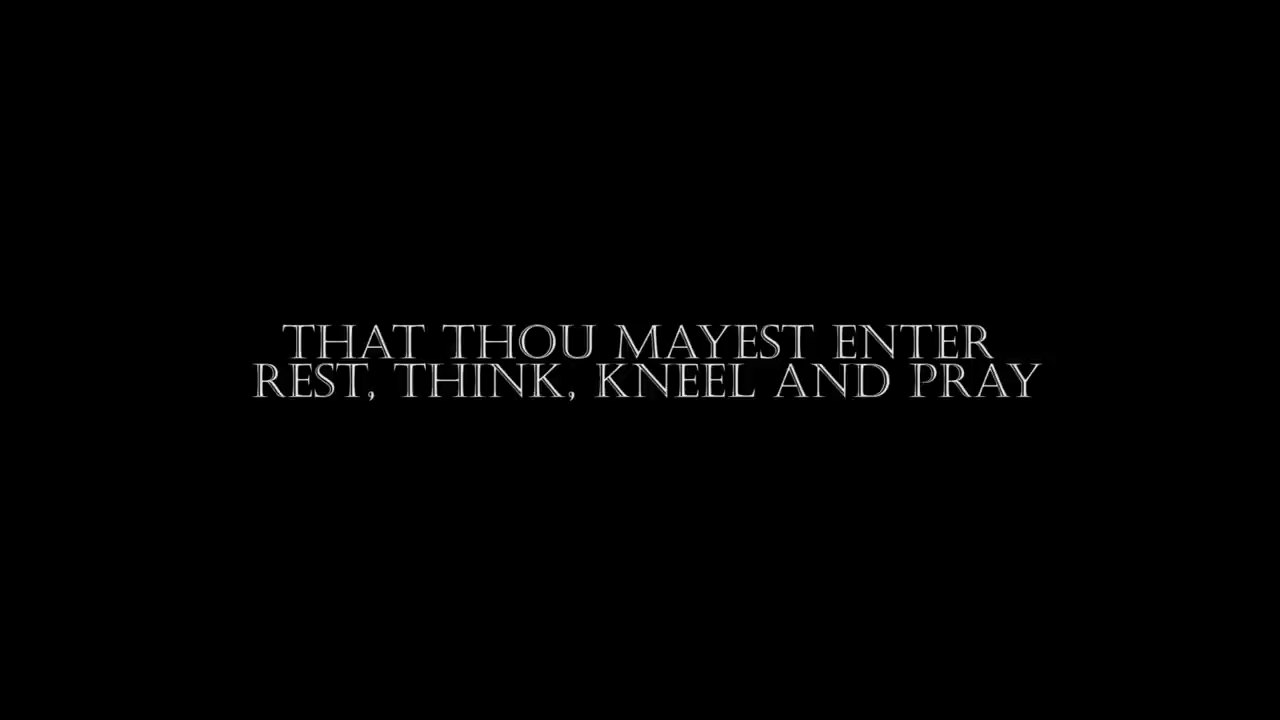 THAT THOU MAYEST ENTER
REST, THINK, KNEEL AND PRAY